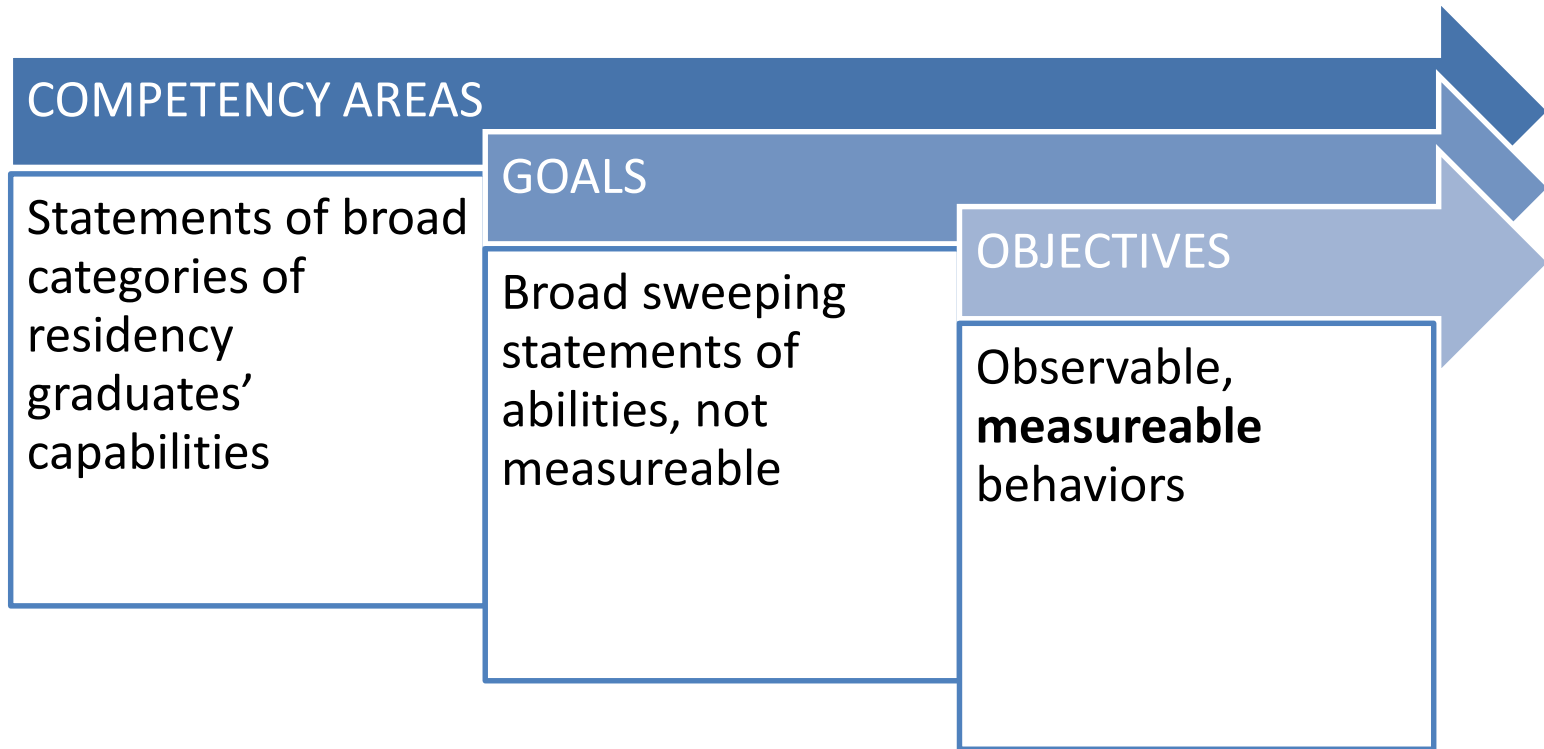 COMPETENCY AREAS
Statements of broad
categories of
residency
graduates’
capabilities
GOALS
Broad sweeping
statements of
abilities, not
measureable
OBJECTIVES
Observable,
measureable
behaviors